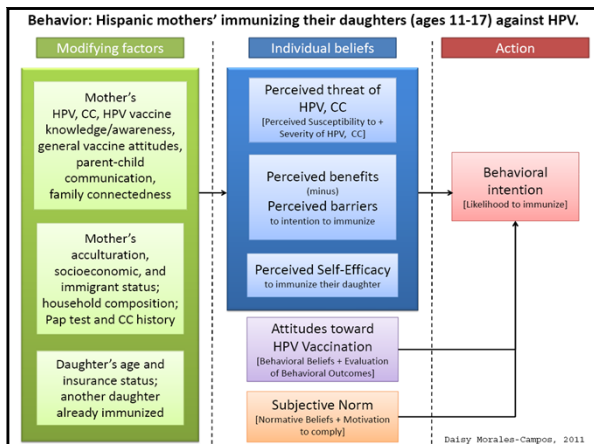 Behavior: Hispanic mothers' immunizing their daughters (ages 11-17) against HPV.
Modifying factors
Individual beliefs
Action
Mother's
HPV, CC, HPV vaccine
knowledge/awareness,
general vaccine attitudes,
parent-child
communication,
family connectedness
Mother's
acculturation,
socioeconomic, and
immigrant status;
household composition;
Pap test and CC history
Daughter's age and
insurance status;
another daughter
already immunized
Perceived threat of
HPV, CC
[Perceived Susceptibility to +
Severity of HPV, CC]
Perceived benefits
(minus)
Perceived barriers
to intention to immunize
Perceived Self-Efficacy
to immunize their daughter
Attitudes toward
HPV Vaccination
[Behavioral Beliefs + Evaluation
of Behavioral Outcomes]
Subjective Norm
[Normative Beliefs + Motivation
to comply]
Behavioral
intention
[Likelihood to immunize]
Daisy Morales-Campos, 2011